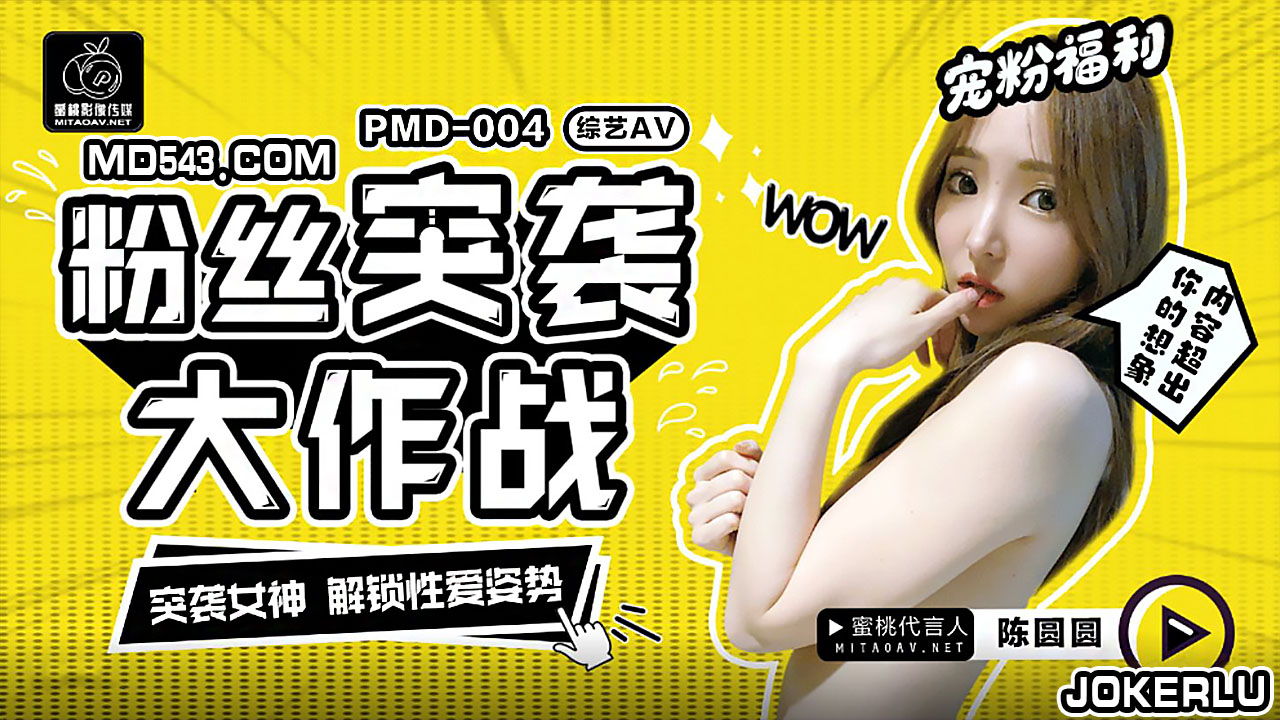 蜜桃影像传媒
MITAOAV.NET
PMD-004 综艺AV
MD543.COM
粉丝突袭
大作战
突袭女神 解锁性爱姿势
WOW
宠粉福利
内容超出
你的想象
蜜桃代言人
MITAOAV.NET
陈圆圆
JOKERLU